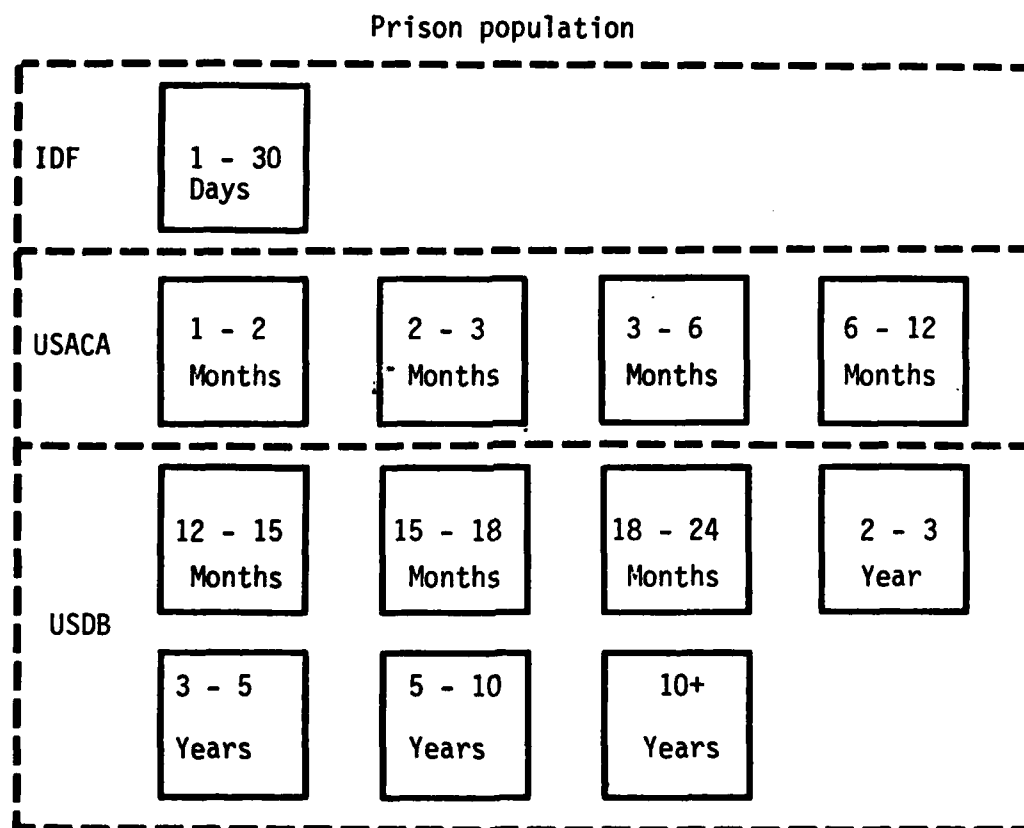 Prison population
IDF
1 - 30
Days
USACA
1 - 2
Months
2 - 3
Months
3 - 6
Months
6 - 12
Months
USDB
12 - 15
Months
15 - 18
Months
18 - 24
Months
2 - 3
Year
3 - 5
Years
5 - 10
Years
10+
Years